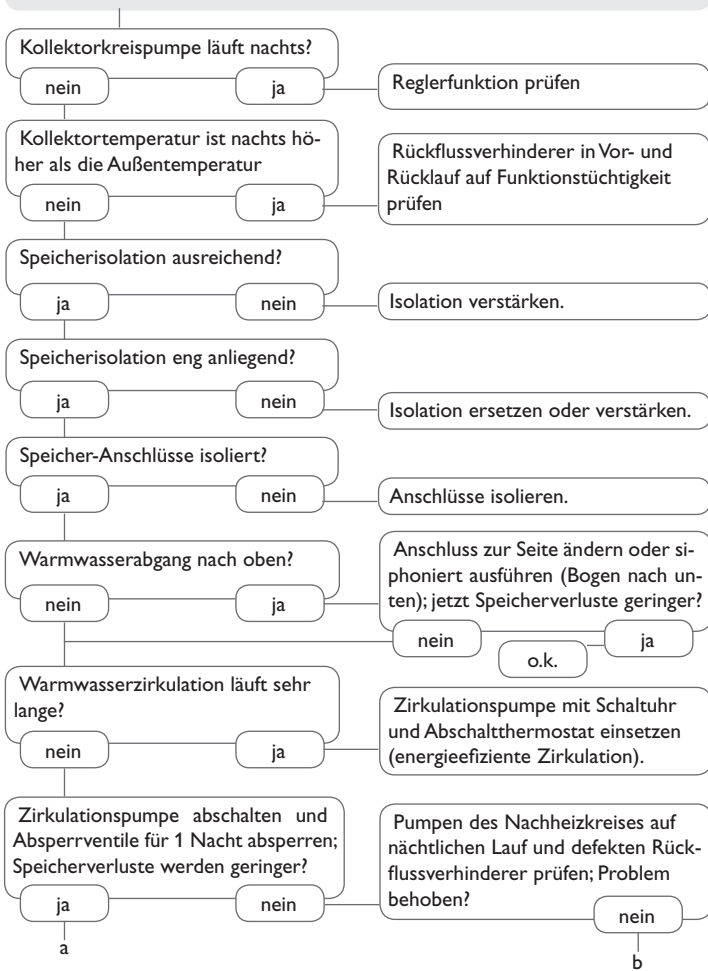 Kollektorkreispumpe läuft nachts?
nein
ja
Reglerfunktion prüfen
Kollektortemperatur ist nachts hö-
her als die Außentemperatur
nein
ja
Rückflussverhinderer in Vor- und
Rücklauf auf Funktionstüchtigkeit
prüfen
Speicherisolation ausreichend?
ja
nein
Isolation verstärken.
Speicherisolation eng anliegend?
ja
nein
Isolation ersetzen oder verstärken.
Speicher-Anschlüsse isoliert?
ja
nein
Anschlüsse isolieren.
Warmwasserabgang nach oben?
nein
ja
Anschluss zur Seite ändern oder si-
phoniert ausführen (Bogen nach un-
ten); jetzt Speicherverluste geringer?
nein
ja
o.k.
Warmwasserzirkulation läuft sehr
lange?
nein
ja
Zirkulationspumpe mit Schaltuhr
und Abschaltthermostat einsetzen
(energieefiziente Zirkulation).
Zirkulationspumpe abschalten und
Absperrventile für 1 Nacht absperren;
Speicherverluste werden geringer?
ja
nein
a
Pumpen des Nachheizkreises auf
nächtlichen Lauf und defekten Rück-
flussverhinderer prüfen; Problem
behoben?
nein
b